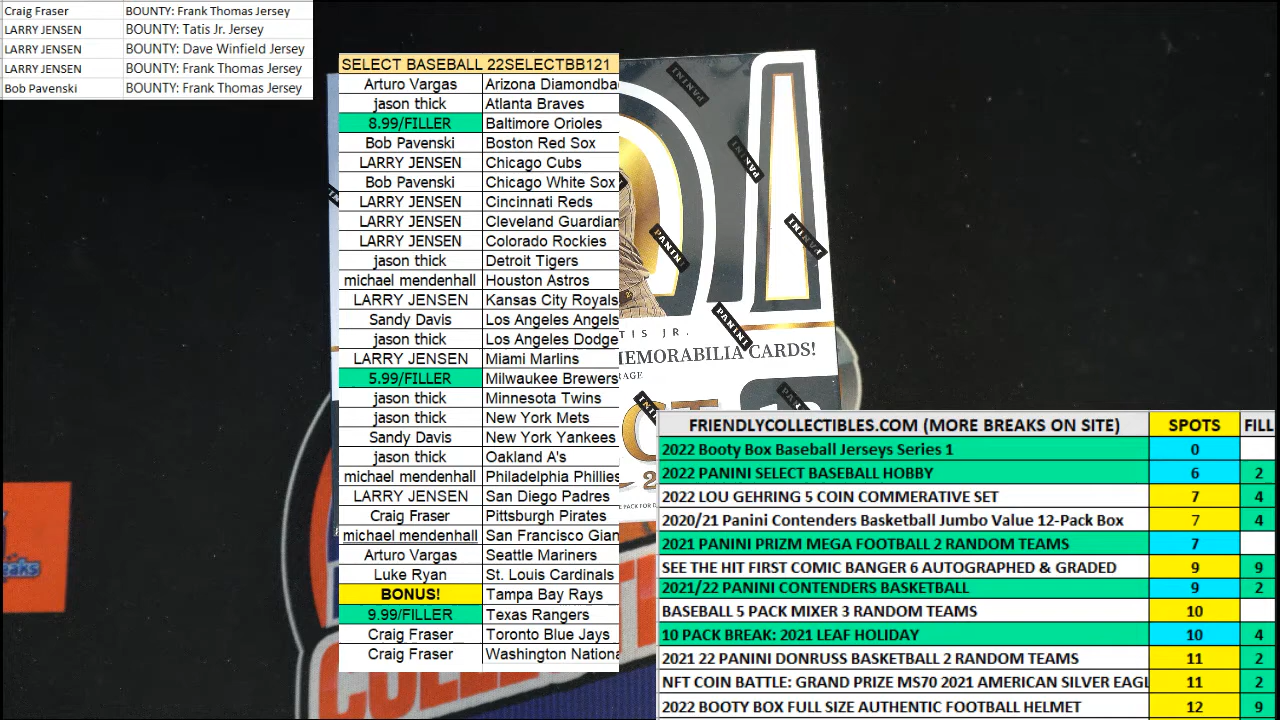 Craig Fraser BOUNTY: Frank Thomas Jersey
LARRY JENSEN BOUNTY: Tatis Jr. Jersey
LARRY JENSEN BOUNTY: Dave Winfield Jersey
LARRY JENSEN BOUNTY: Frank Thomas Jersey
Bob Pavenski BOUNTY: Frank Thomas Jersey
SELECT BASEBALL 22SELECTBB121
Arturo Vargas Arizona Diamondba
jason thick Atlanta Braves
8.99/FILLER Baltimore Orioles
Bob Pavenski Boston Red Sox
LARRY JENSEN Chicago Cubs
Bob Pavenski Chicago White Sox
LARRY JENSEN Cincinnati Reds
LARRY JENSEN Cleveland Guardian
LARRY JENSEN Colorado Rockies
jason thick Detroit Tigers
michael mendenhall Houston Astros
LARRY JENSEN Kansas City Royals
Sandy Davis Los Angeles Angels
jason thick Los Angeles Dodge
LARRY JENSEN Miami Marlins
5.99/FILLER Milwaukee Brewers
jason thick Minnesota Twins
jason thick New York Mets
Sandy Davis New York Yankees
jason thick Oakland A's
michael mendenhall Philadelphia Phillies
LARRY JENSEN San Diego Padres
Craig Fraser Pittsburgh Pirates
michael mendenhall San Francisco Gian
Arturo Vargas Seattle Mariners
Luke Ryan St. Louis Cardinals
BONUS! Tampa Bay Rays
9.99/FILLER Texas Rangers
Craig Fraser Toronto Blue Jays
Craig Fraser Washington Nationa
PANINI
PANINI
PANINI
PANINI
PANINI
TIS JR.
EMORABILIA CARDS!
RAGE
CT
2
FRIENDLYCOLLECTIBLES.COM (MORE BREAKS ON SITE) SPOTS FILL
2022 Booty Box Baseball Jerseys Series 1 0
2022 PANINI SELECT BASEBALL HOBBY 6 2
2022 LOU GEHRING 5 COIN COMMERATIVE SET 7 4
2020/21 Panini Contenders Basketball Jumbo Value 12-Pack Box 7 4
2021 PANINI PRIZM MEGA FOOTBALL 2 RANDOM TEAMS 7
SEE THE HIT FIRST COMIC BANGER 6 AUTOGRAPHED & GRADED 9 9
2021/22 PANINI CONTENDERS BASKETBALL 9 2
BASEBALL 5 PACK MIXER 3 RANDOM TEAMS 10
10 PACK BREAK: 2021 LEAF HOLIDAY 10 4
2021 22 PANINI DONRUSS BASKETBALL 2 RANDOM TEAMS 11 2
NFT COIN BATTLE: GRAND PRIZE MS70 2021 AMERICAN SILVER EAGL 11 2
2022 BOOTY BOX FULL SIZE AUTHENTIC FOOTBALL HELMET 12 9
eaks
COLLECTI